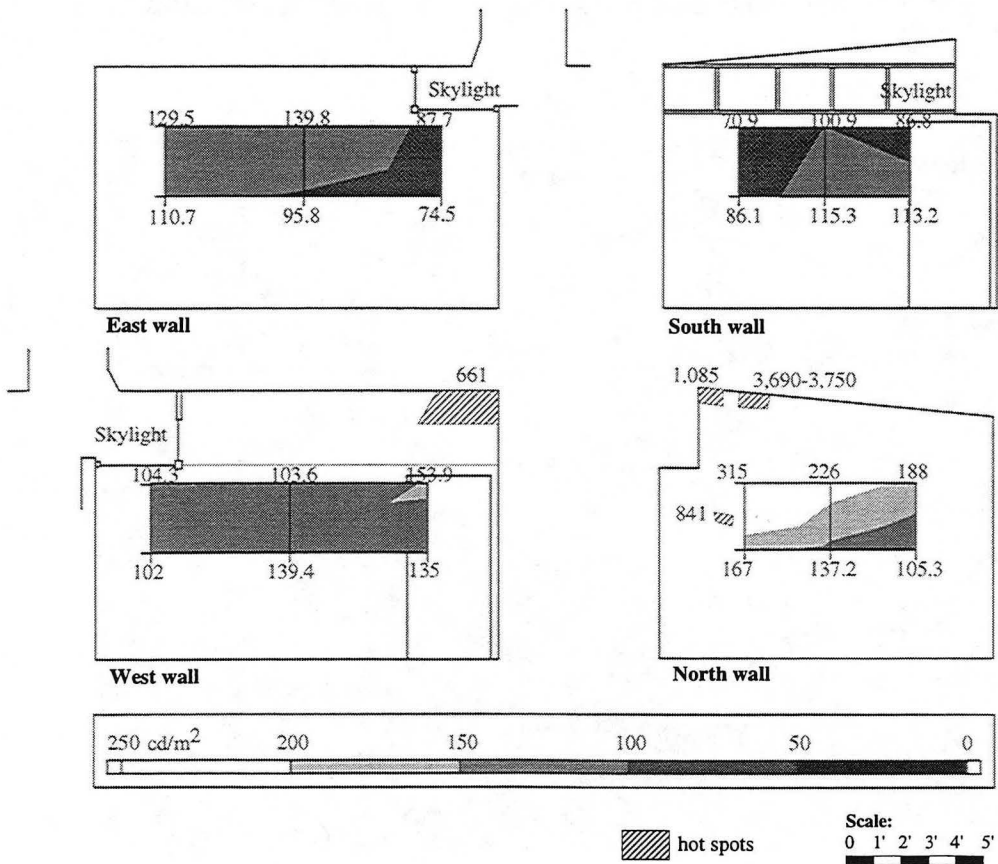 Skylight
129.5 139.8 87.7
110.7 95.8 74.5
East wall
Skylight
70.9 100.9 86.8
86.1 115.3 113.2
South wall
661
Skylight
104.3 103.6 153.9
102 139.4 135
West wall
1,085 3,690-3,750
315 226 188
841
167 137.2 105.3
North wall
250 cd/m2 200 150 100 50 0
hot spots
Scale:
0 1' 2' 3' 4' 5'